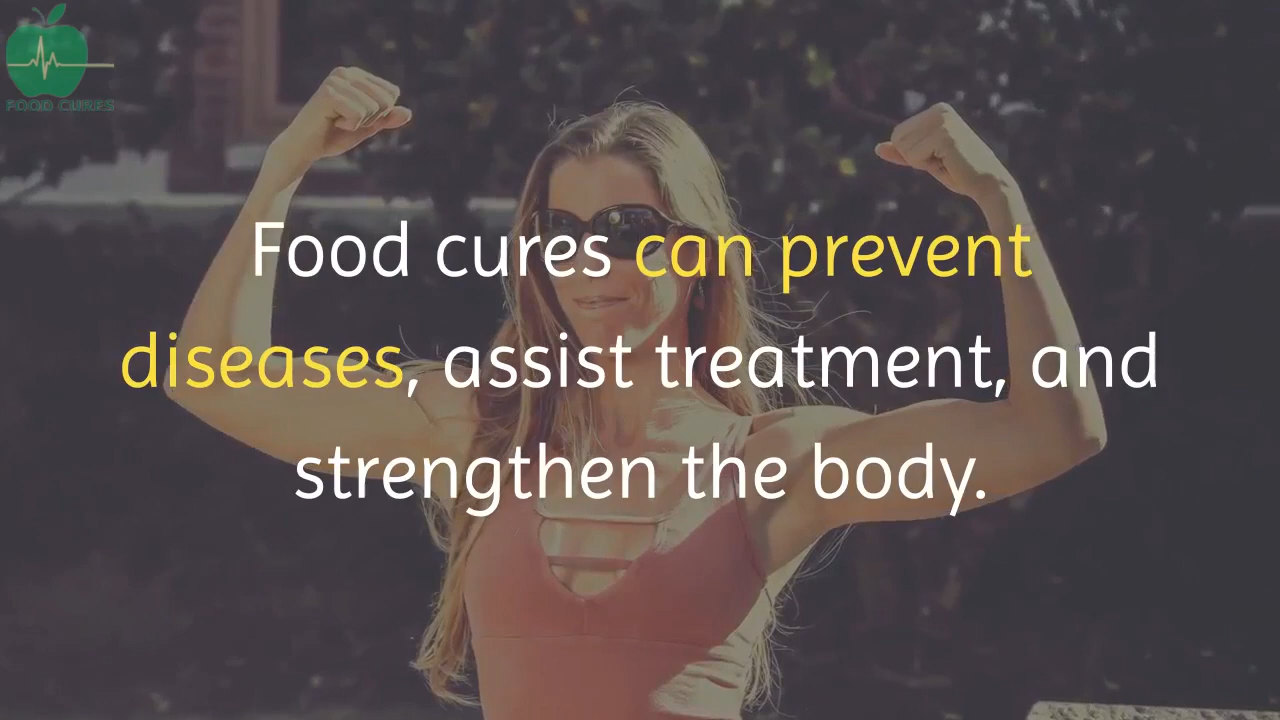 FOOD CURES
Food cures can prevent
diseases, assist treatment, and
strengthen the body.